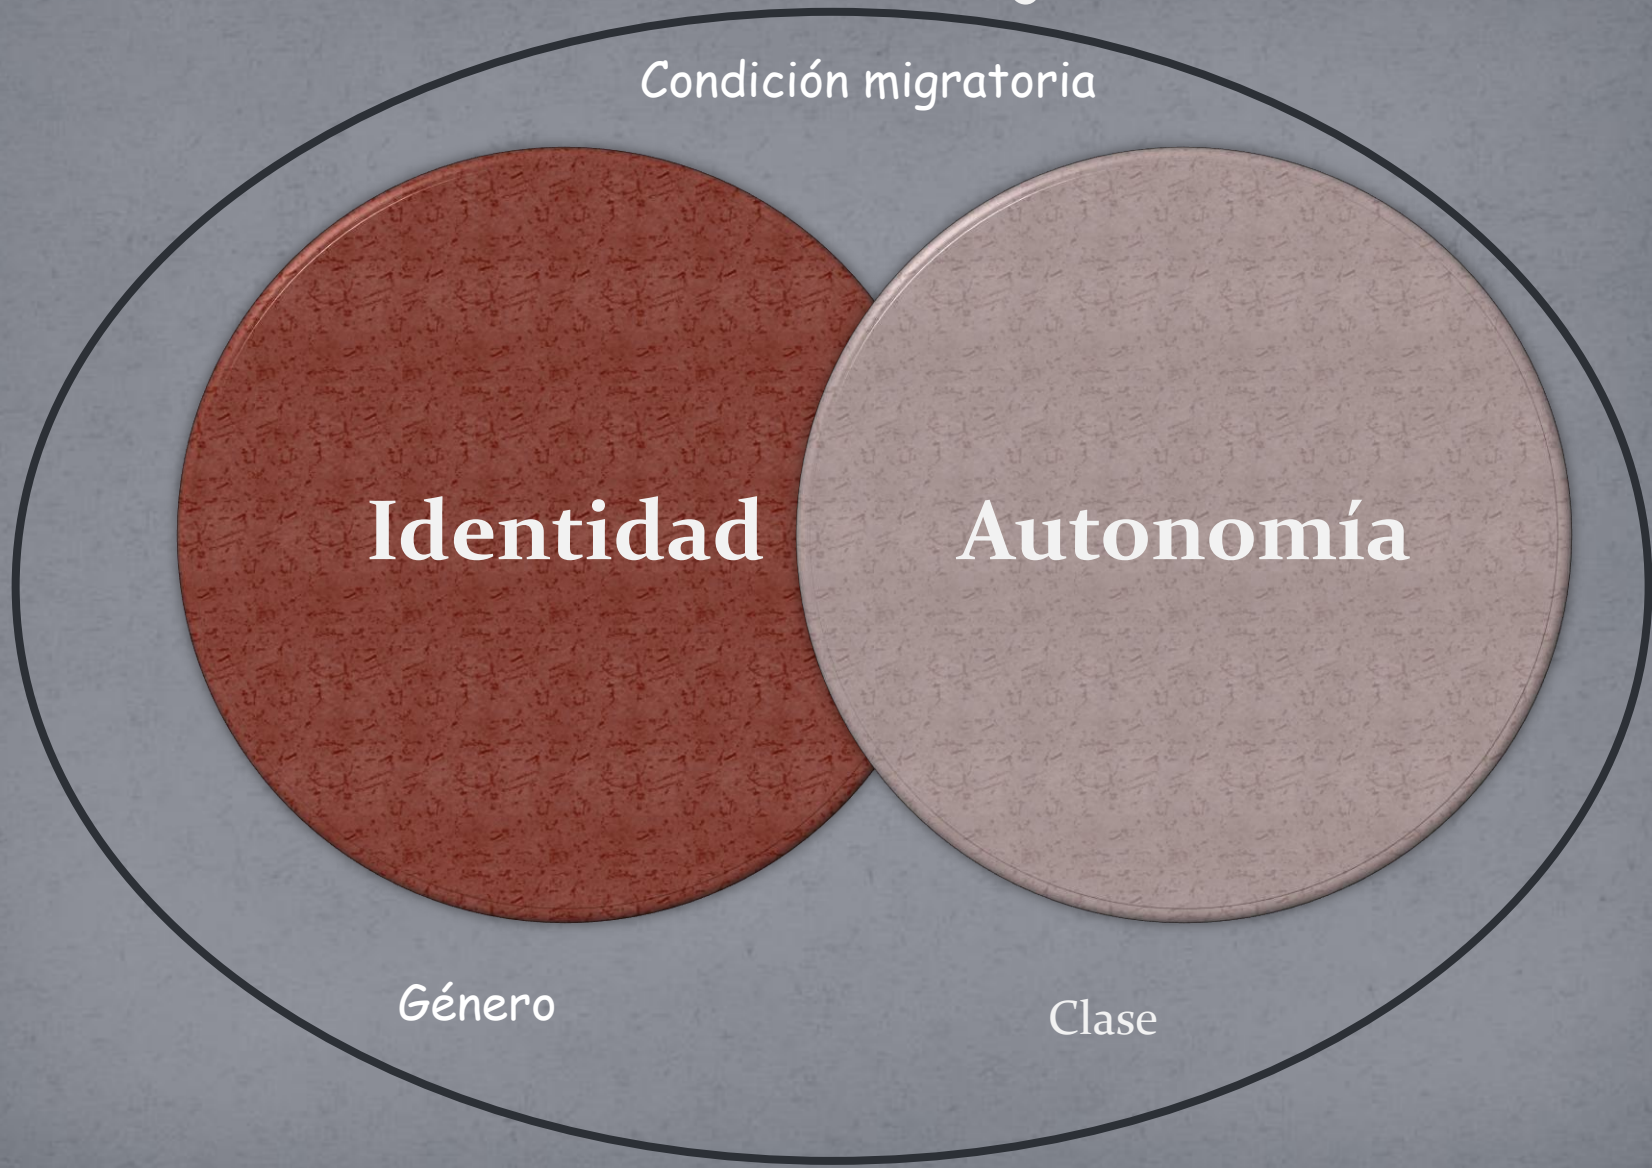 Condición migratoria
Identidad
Autonomía
Género
Clase